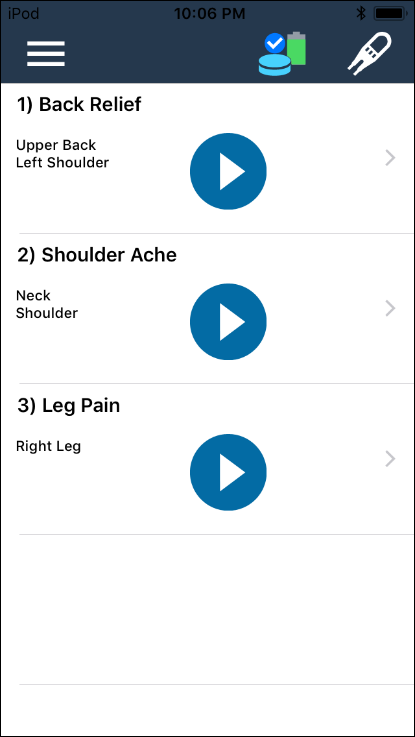 iPod 10:06 PM
1) Back Relief
Upper Back
Left Shoulder
2) Shoulder Ache
Neck
Shoulder
3) Leg Pain
Right Leg